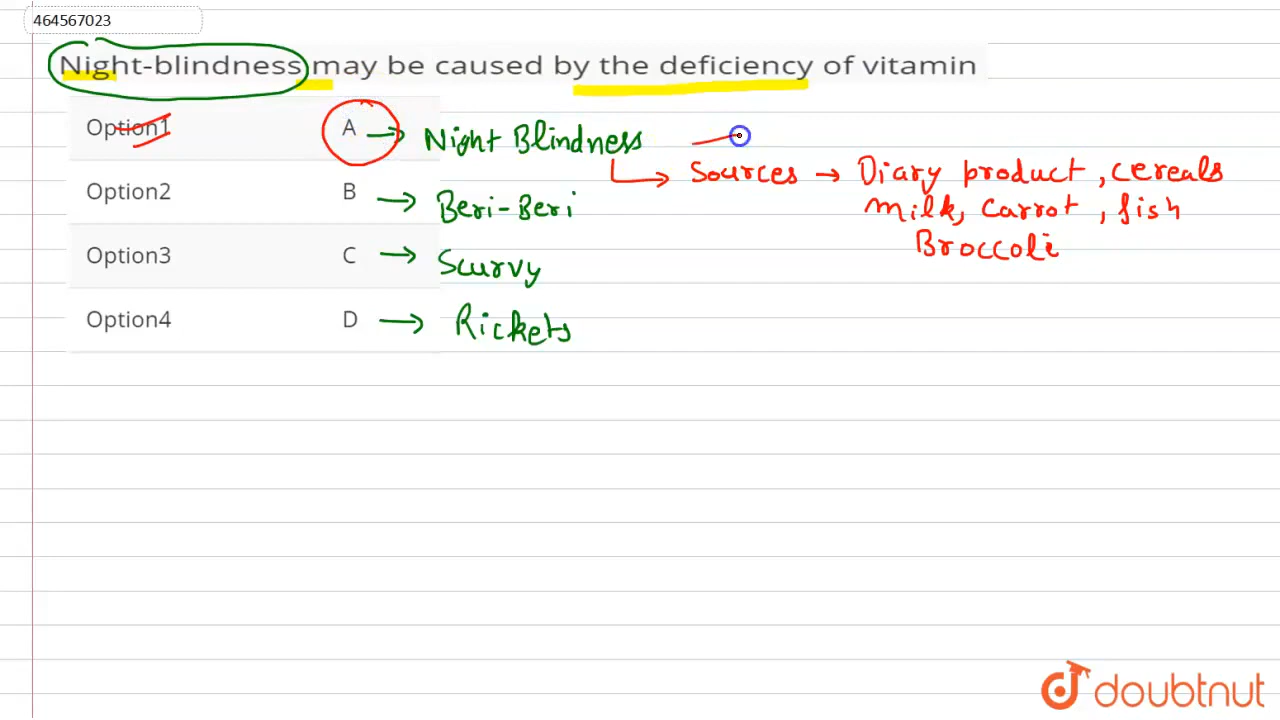 464567023
Night-blindness may be caused by the deficiency of vitamin
Option1 A → Night Blindness
Sources → Diary product, cereals
Milk, Carrot, fish
Broccoli
Option2 B → Beri-Beri
Option3 C → Scurvy
Option4 D → Rickets
doubtnut